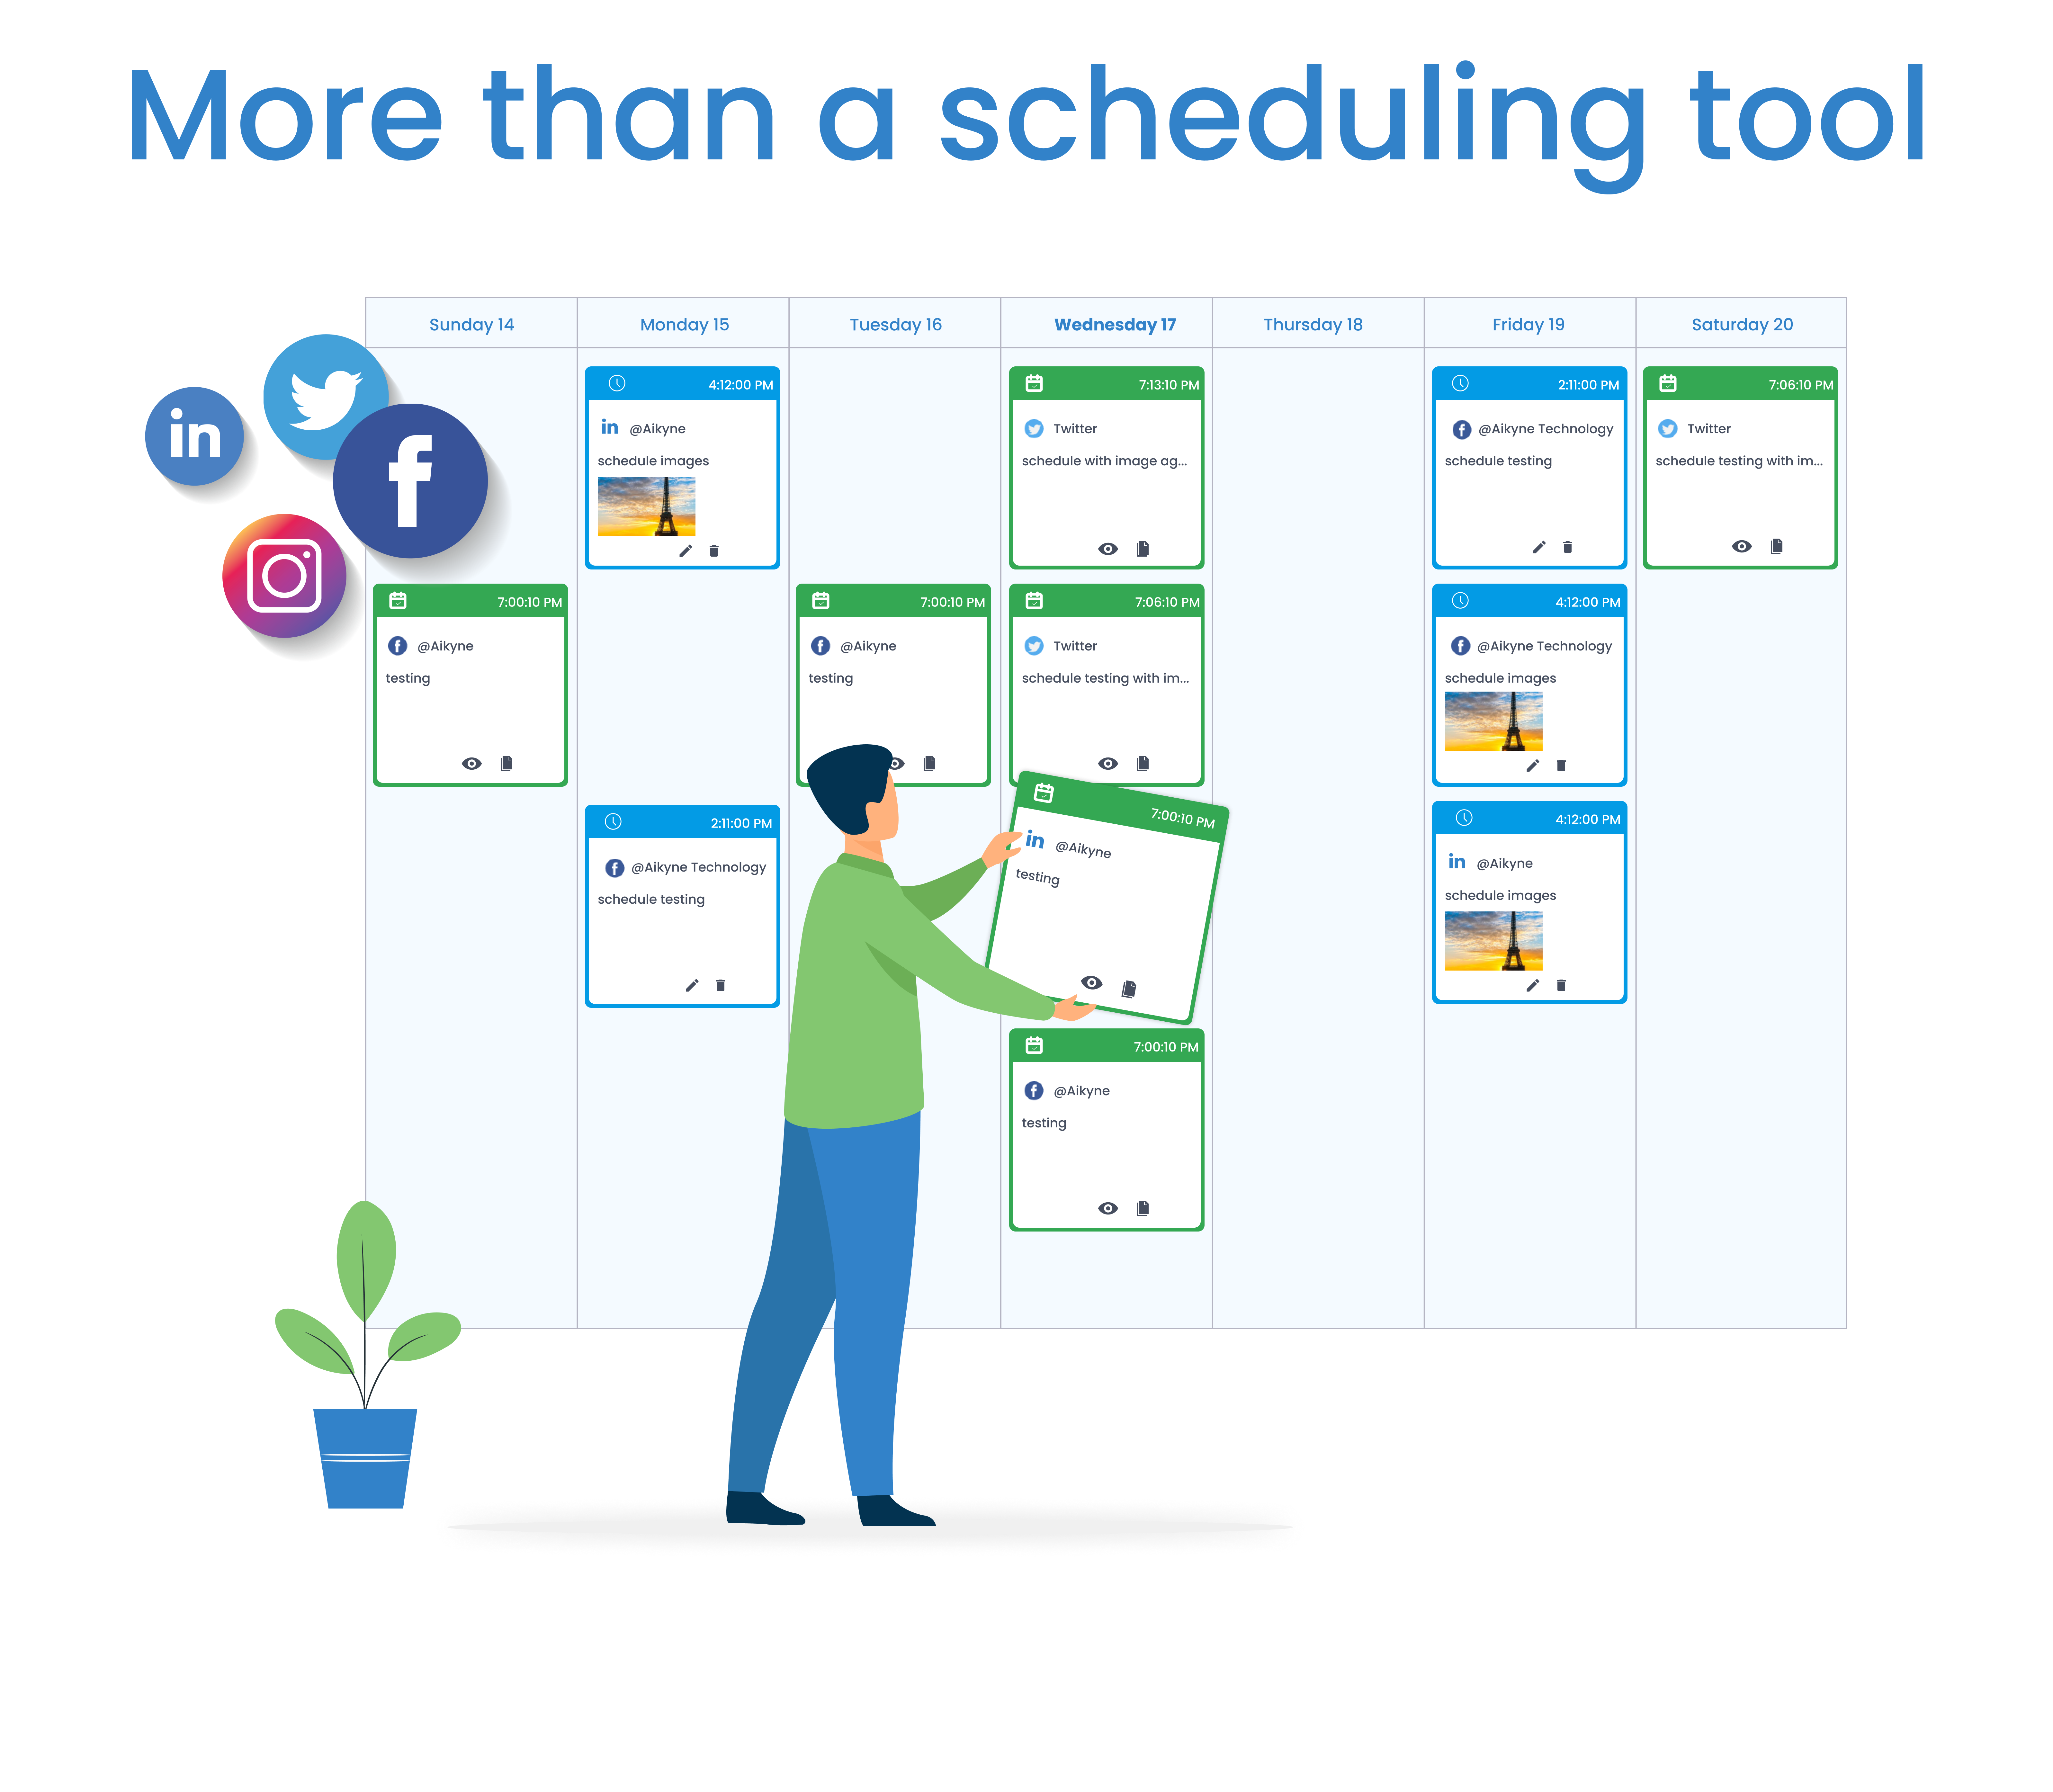 More than a scheduling tool
Sunday 14
Monday 15
Tuesday 16
Wednesday 17
Thursday 18
Friday 19
Saturday 20
in
f
7:00:10 PM
f @Aikyne
testing
4:12:00 PM
in @Aikyne
schedule images
2:11:00 PM
f @Aikyne Technology
schedule testing
7:00:10 PM
f @Aikyne
testing
7:13:10 PM
Twitter
schedule with image ag...
7:06:10 PM
Twitter
schedule testing with im...
7:00:10 PM
in @Aikyne
testing
7:00:10 PM
f @Aikyne
testing
2:11:00 PM
f @Aikyne Technology
schedule testing
4:12:00 PM
f @Aikyne Technology
schedule images
4:12:00 PM
in @Aikyne
schedule images
7:06:10 PM
Twitter
schedule testing with im...